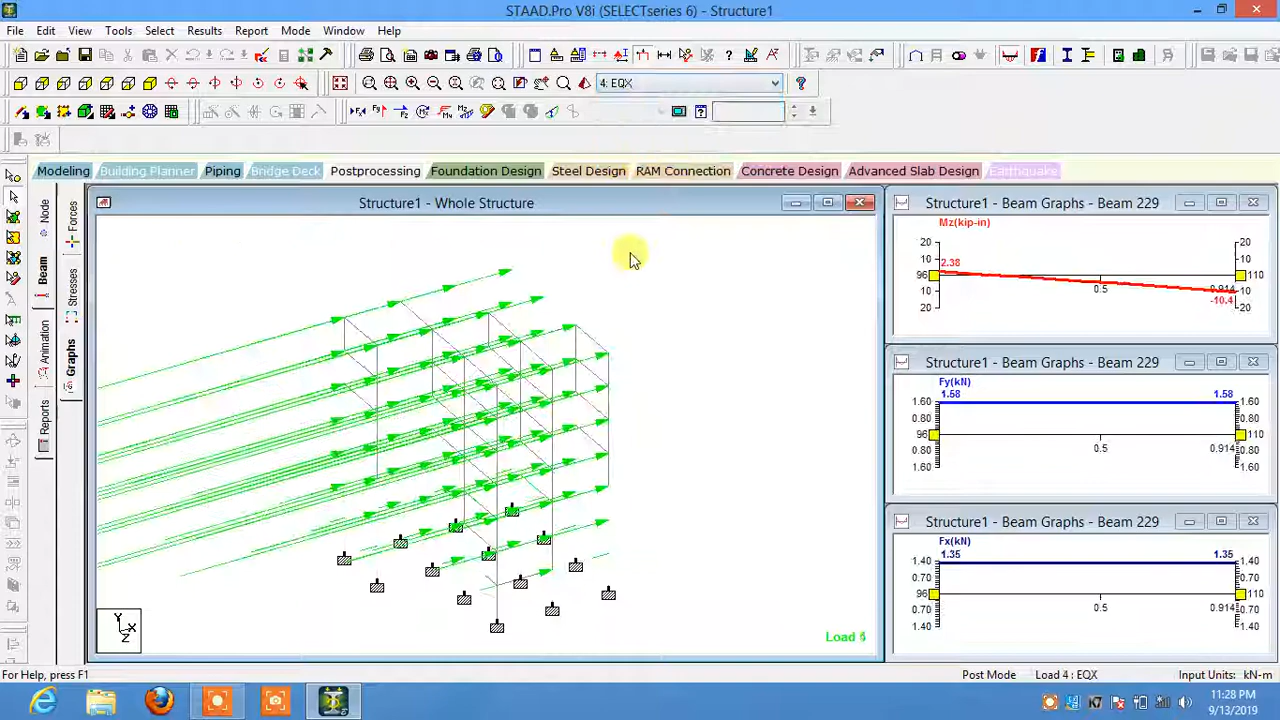 STAAD.Pro V8i (SELECTseries 6) - Structure1
File Edit View Tools Select Results Report Mode Window Help
4: EQX
Modeling Building Planner Piping Bridge Deck Postprocessing Foundation Design Steel Design RAM Connection Concrete Design Advanced Slab Design Earthquake
Node
Beam
Animation
Reports
Forces
Stresses
Graphs
Structure1 - Whole Structure
Y
X
Z
Load 4
Structure1 - Beam Graphs - Beam 229
Mz(kip-in)
20 20
10 2.38 10
96 110
0.5 0.914
10 10
-10.4
20 20
Structure1 - Beam Graphs - Beam 229
Fy(kN)
1.58 1.58
1.60 1.60
0.80 0.80
96 110
0.5 0.914
0.80 0.80
1.60 1.60
Structure1 - Beam Graphs - Beam 229
Fx(kN)
1.35 1.35
1.40 1.40
0.70 0.70
96 110
0.5 0.914
0.70 0.70
1.40 1.40
For Help, press F1 Post Mode Load 4 : EQX Input Units: kN-m
11:28 PM
9/13/2019